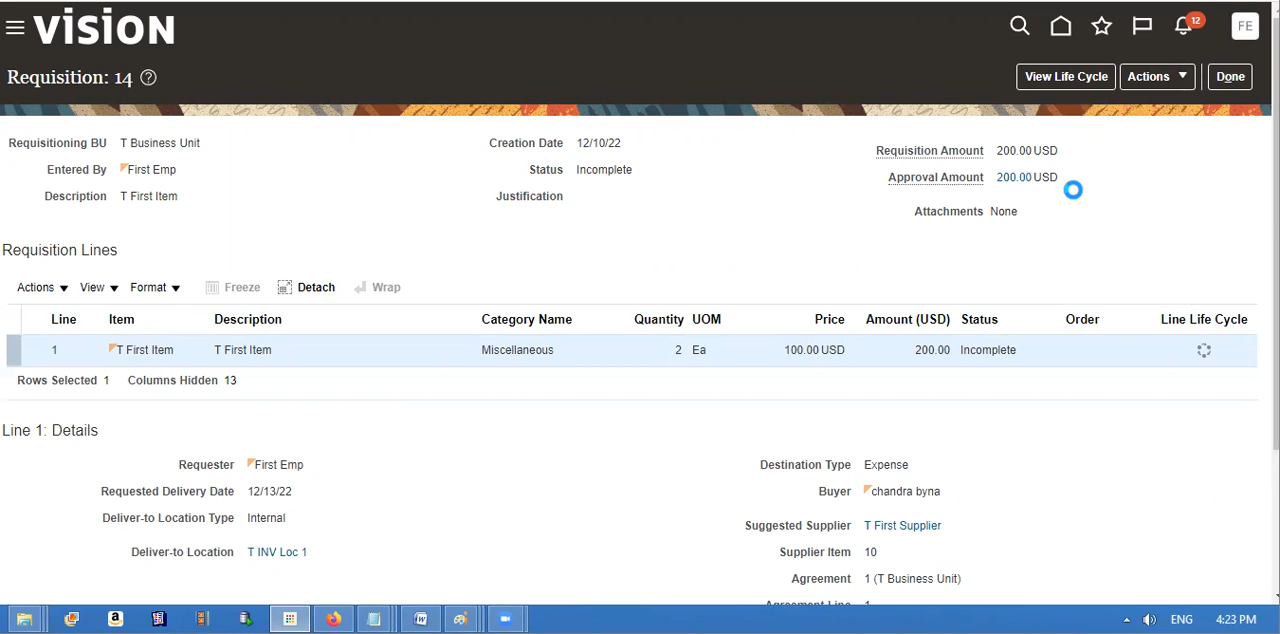 VISION
12
FE
Requisition: 14 ?
View Life Cycle Actions Done
Requisitioning BU T Business Unit
Creation Date 12/10/22
Requisition Amount 200.00 USD
Entered By First Emp
Status Incomplete
Approval Amount 200.00 USD
Description T First Item
Justification
Attachments None
Requisition Lines
Actions View Format Freeze Detach Wrap
Line Item Description Category Name Quantity UOM Price Amount (USD) Status Order Line Life Cycle
1 T First Item T First Item Miscellaneous 2 Ea 100.00 USD 200.00 Incomplete
Rows Selected 1 Columns Hidden 13
Line 1: Details
Requester First Emp
Destination Type Expense
Requested Delivery Date 12/13/22
Buyer chandra byna
Deliver-to Location Type Internal
Suggested Supplier T First Supplier
Deliver-to Location T INV Loc 1
Supplier Item 10
Agreement 1 (T Business Unit)
Agreement Line 1
ENG 4:23 PM